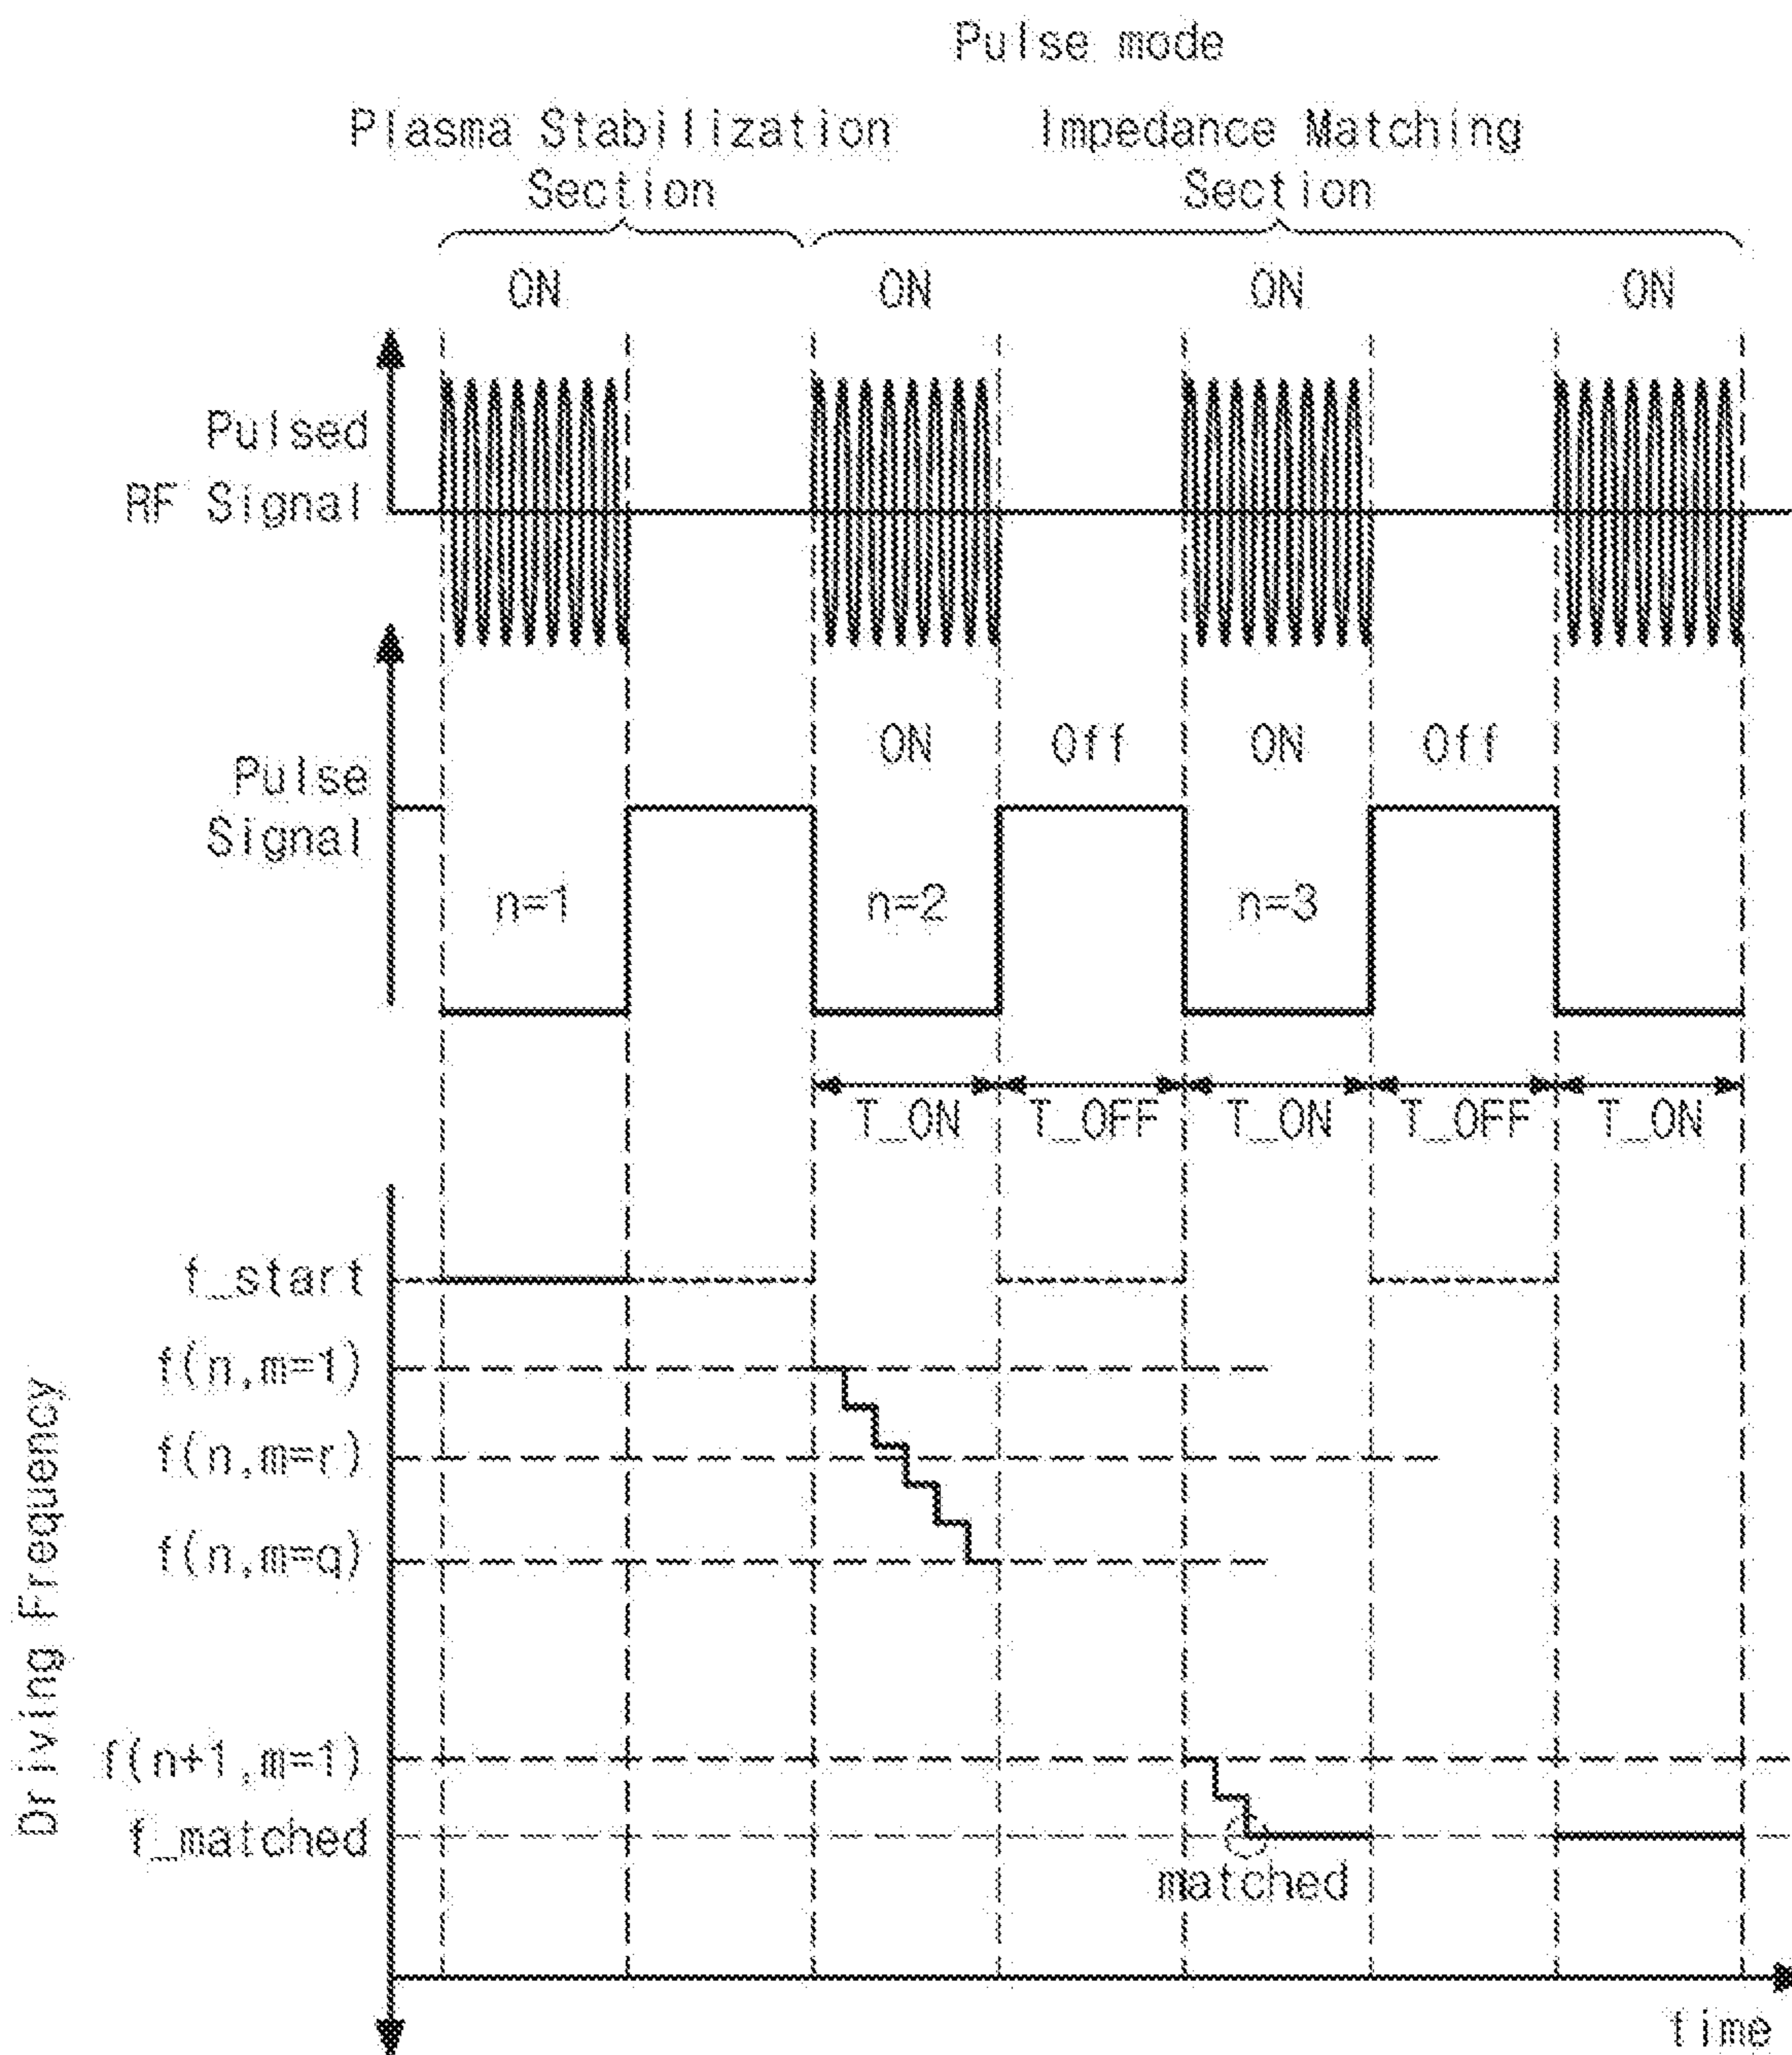 Pulse mode
Plasma Stabilization
Section
Impedance Matching
Section
ON
ON
ON
ON
Pulsed
RF Signal
ON
Off
ON
Off
Pulse
Signal
n=1
n=2
n=3
T_ON
T_OFF
T_ON
T_OFF
T_ON
f_start
f(n,m=1)
f(n,m=r)
f(n,m=q)
Driving Frequency
f(n+1,m=1)
f_matched
matched
time